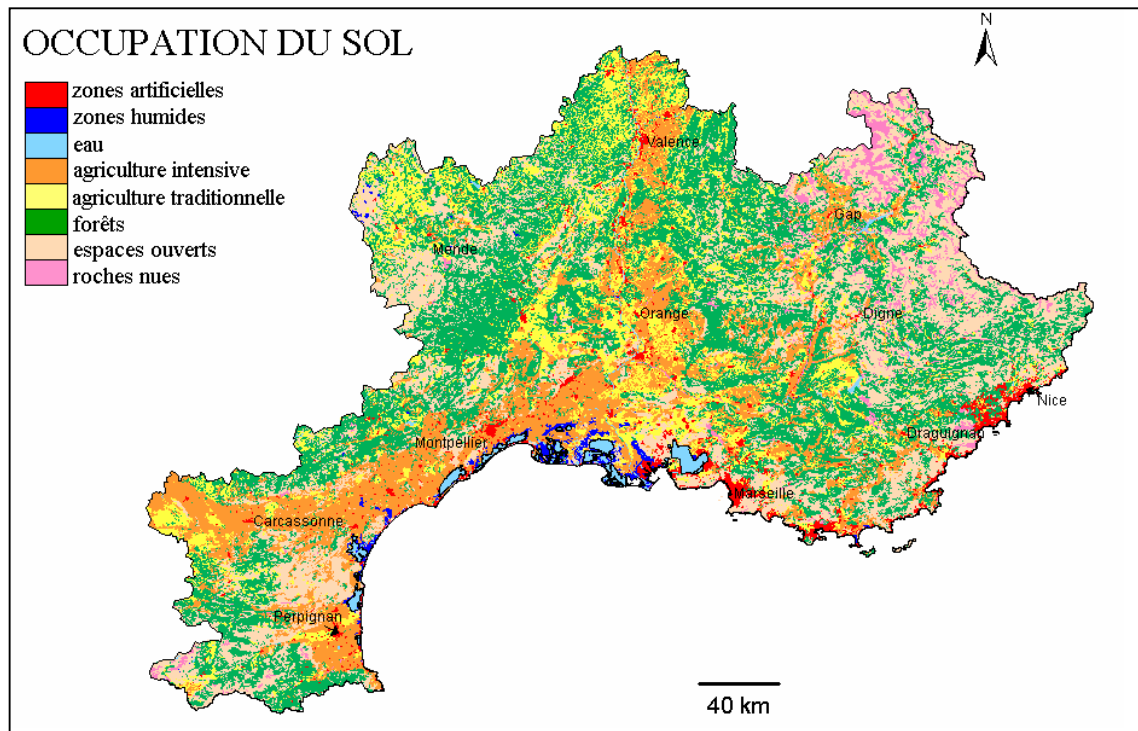 OCCUPATION DU SOL
N
zones artificielles
zones humides
eau
agriculture intensive
agriculture traditionnelle
forêts
espaces ouverts
roches nues
Valence
Gap
Mende
Orange
Digne
Nice
Draguignan
Montpellier
Marseille
Carcassonne
Perpignan
40 km